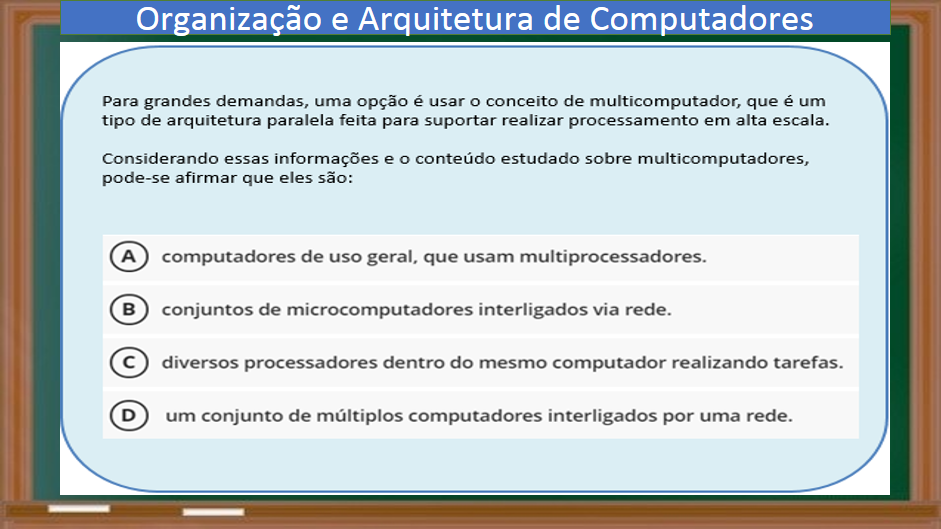 Organização e Arquitetura de Computadores
Para grandes demandas, uma opção é usar o conceito de multicomputador, que é um
tipo de arquitetura paralela feita para suportar realizar processamento em alta escala.
Considerando essas informações e o conteúdo estudado sobre multicomputadores,
pode-se afirmar que eles são:
A computadores de uso geral, que usam multiprocessadores.
B conjuntos de microcomputadores interligados via rede.
C diversos processadores dentro do mesmo computador realizando tarefas.
D um conjunto de múltiplos computadores interligados por uma rede.